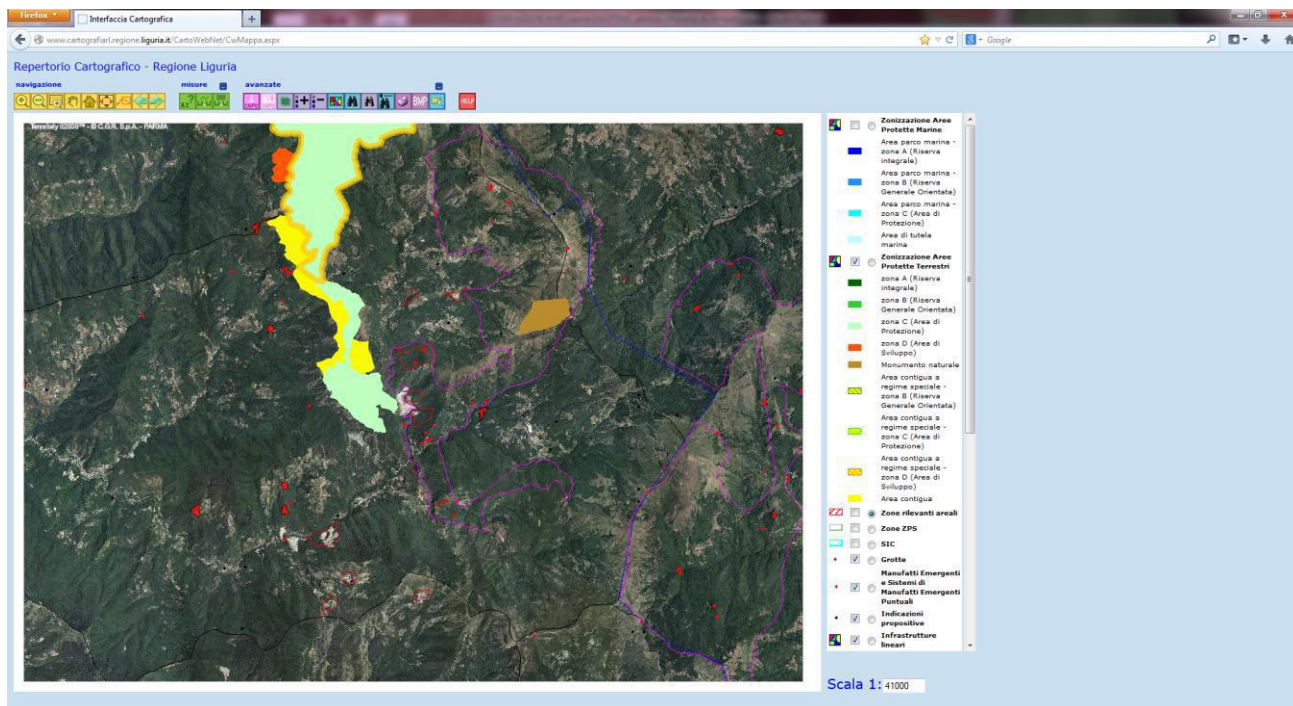 Firefox
Interfaccia Cartografica
www.cartografiarl.regione.liguria.it/CartoWebNet/CwMappa.aspx
Google
Repertorio Cartografico - Regione Liguria
navigazione
misure
avanzate
BMP
HELP
Terraitaly it2000™ - © C.G.R. S.p.A. - PARMA
Zonizzazione Aree
Protette Marine
Area parco marina -
zona A (Riserva
integrale)
Area parco marina -
zona B (Riserva
Generale Orientata)
Area parco marina -
zona C (Area di
Protezione)
Area di tutela
marina
Zonizzazione Aree
Protette Terrestri
zona A (Riserva
integrale)
zona B (Riserva
Generale Orientata)
zona C (Area di
Protezione)
zona D (Area di
Sviluppo)
Monumento naturale
Area contigua a
regime speciale -
zona B (Riserva
Generale Orientata)
Area contigua a
regime speciale -
zona C (Area di
Protezione)
Area contigua a
regime speciale -
zona D (Area di
Sviluppo)
Area contigua
Zone rilevanti areali
Zone ZPS
SIC
Grotte
Manufatti Emergenti
e Sistemi di
Manufatti Emergenti
Puntuali
Indicazioni
propositive
Infrastrutture
lineari
Scala 1: 41000